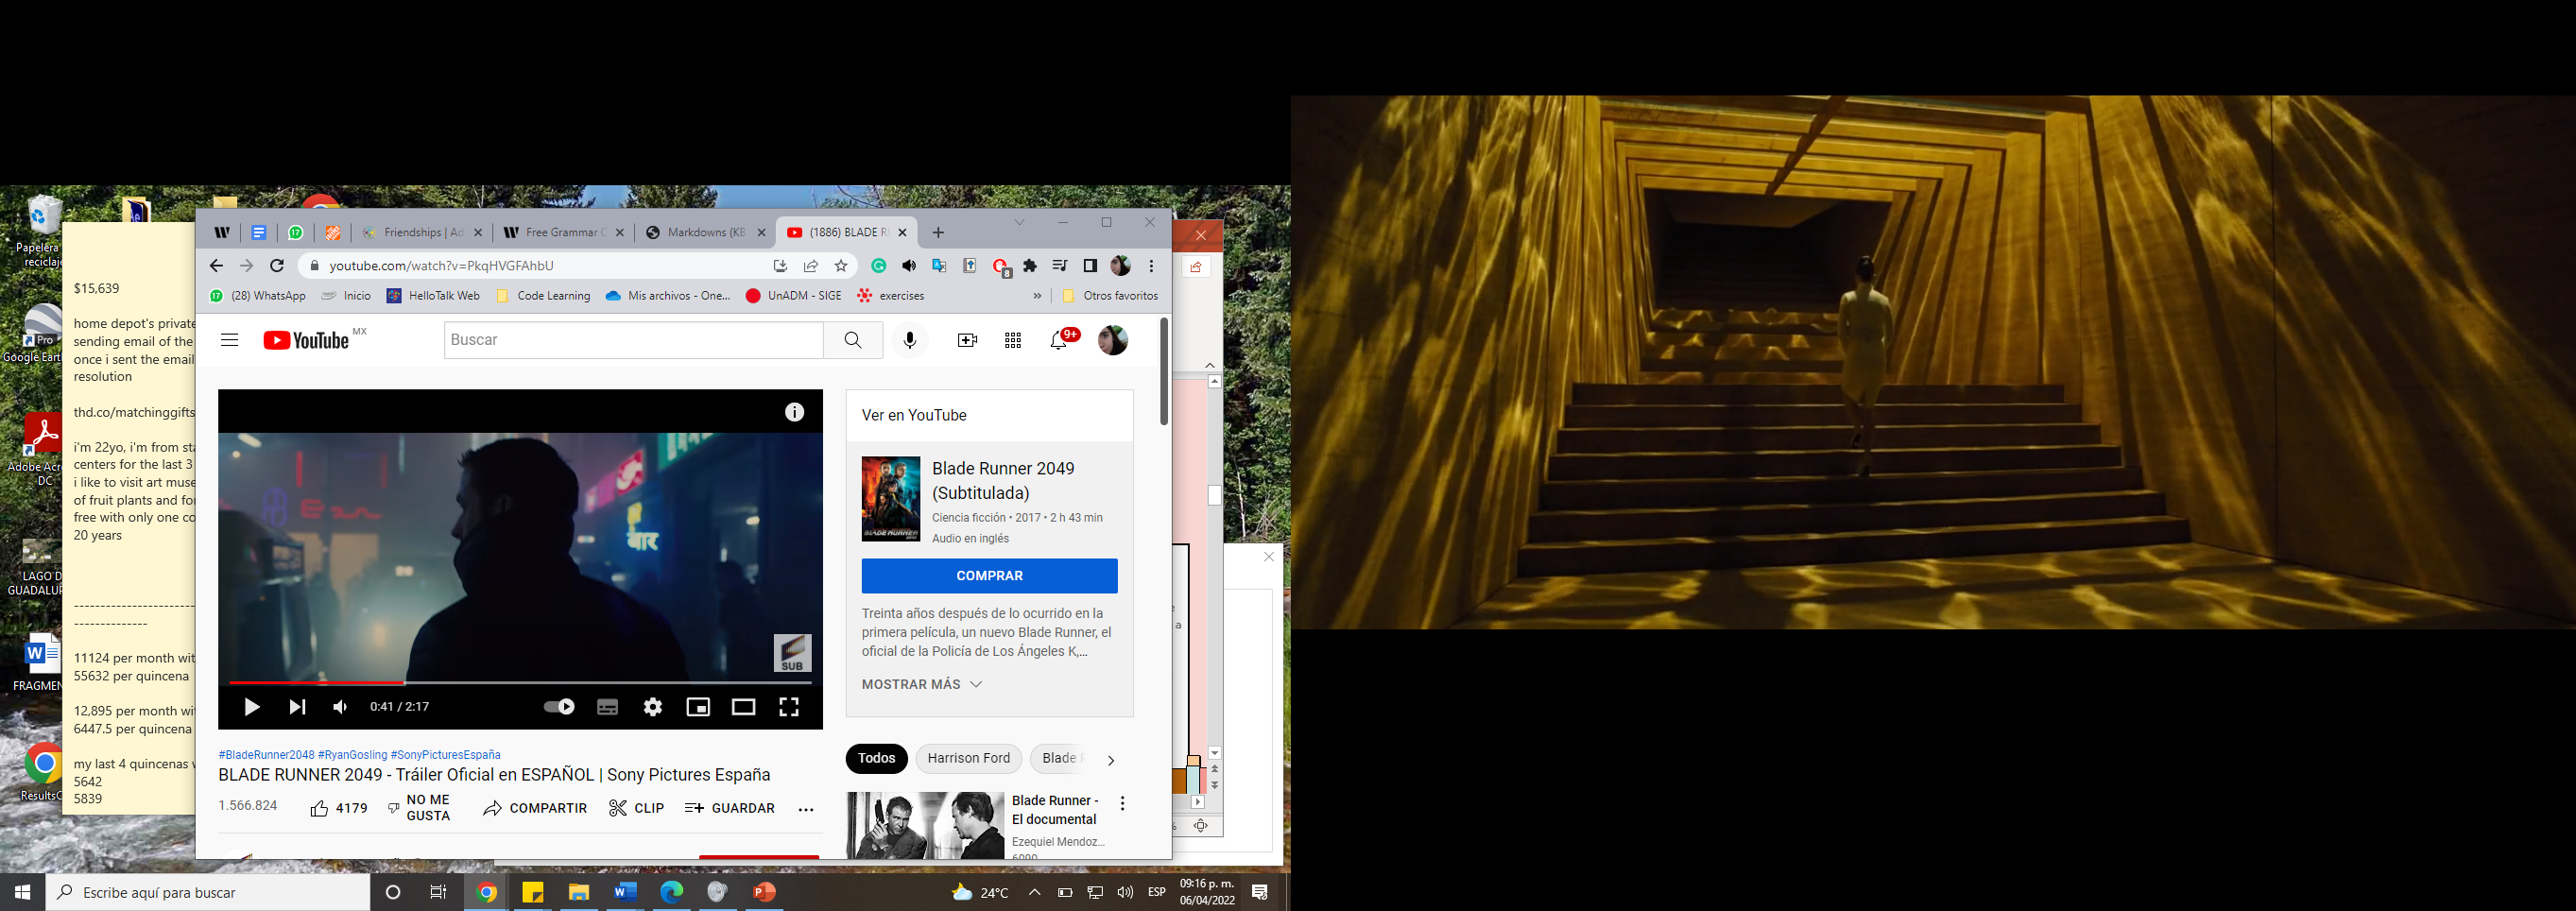 Papelera
reciclaj
Google Eart
Pro
Adobe Acr
DC
LAGO D
GUADALUP
FRAGMEN
ResultsC
$15,639
home depot's private
sending email of the
once i sent the email
resolution
thd.co/matchinggifts
i'm 22yo, i'm from sta
centers for the last 3
i like to visit art muse
of fruit plants and for
free with only one co
20 years
-----------------------
--------------
11124 per month wit
55632 per quincena
12,895 per month wi
6447.5 per quincena
my last 4 quincenas w
5642
5839
Friendships | Ad
Free Grammar C
Markdowns (KB
(1886) BLADE R
youtube.com/watch?v=PkqHVGFAhbU
8
(28) WhatsApp
Inicio
HelloTalk Web
Code Learning
Mis archivos - One...
UnADM - SIGE
exercises
»
Otros favoritos
YouTube MX
Buscar
9+
बार
SUB
0:41 / 2:17
#BladeRunner2048 #RyanGosling #SonyPicturesEspaña
BLADE RUNNER 2049 - Tráiler Oficial en ESPAÑOL | Sony Pictures España
1.566.824
4179
NO ME
GUSTA
COMPARTIR
CLIP
GUARDAR
Ver en YouTube
Blade Runner 2049
(Subtitulada)
Ciencia ficción • 2017 • 2 h 43 min
Audio en inglés
COMPRAR
Treinta años después de lo ocurrido en la
primera película, un nuevo Blade Runner, el
oficial de la Policía de Los Ángeles K,...
MOSTRAR MÁS
Todos
Harrison Ford
Blade
Blade Runner -
El documental
Ezequiel Mendoz...
6090
a
Escribe aquí para buscar
24°C
ESP
09:16 p. m.
06/04/2022